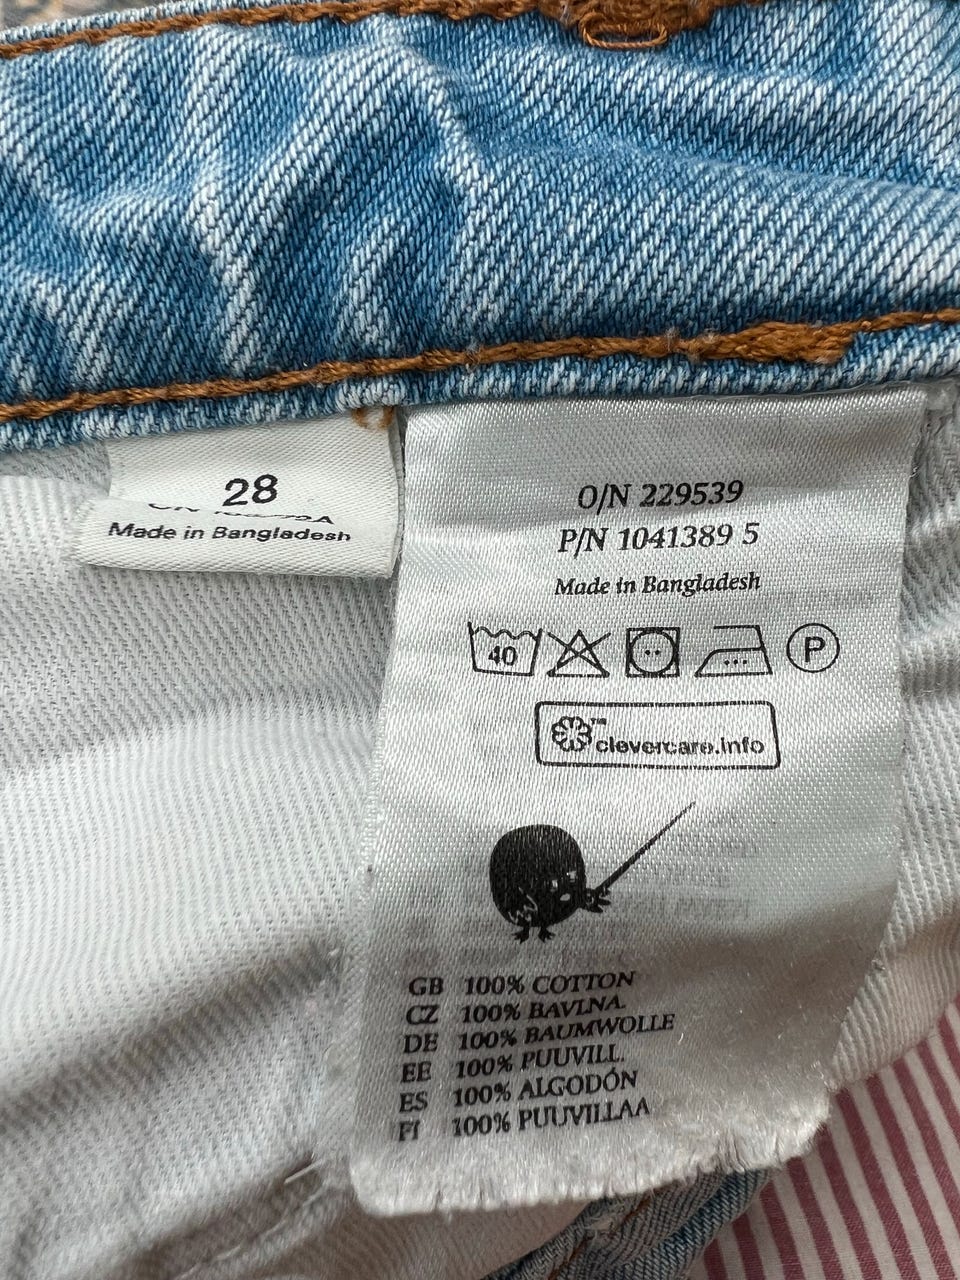 28
Made in Bangladesh
O/N 229539
P/N 1041389 5
Made in Bangladesh
40
P
™
clevercare.info
GB 100% COTTON
CZ 100% BAVLNA.
DE 100% BAUMWOLLE
EE 100% PUUVILL.
ES 100% ALGODÓN
FI 100% PUUVILLAA